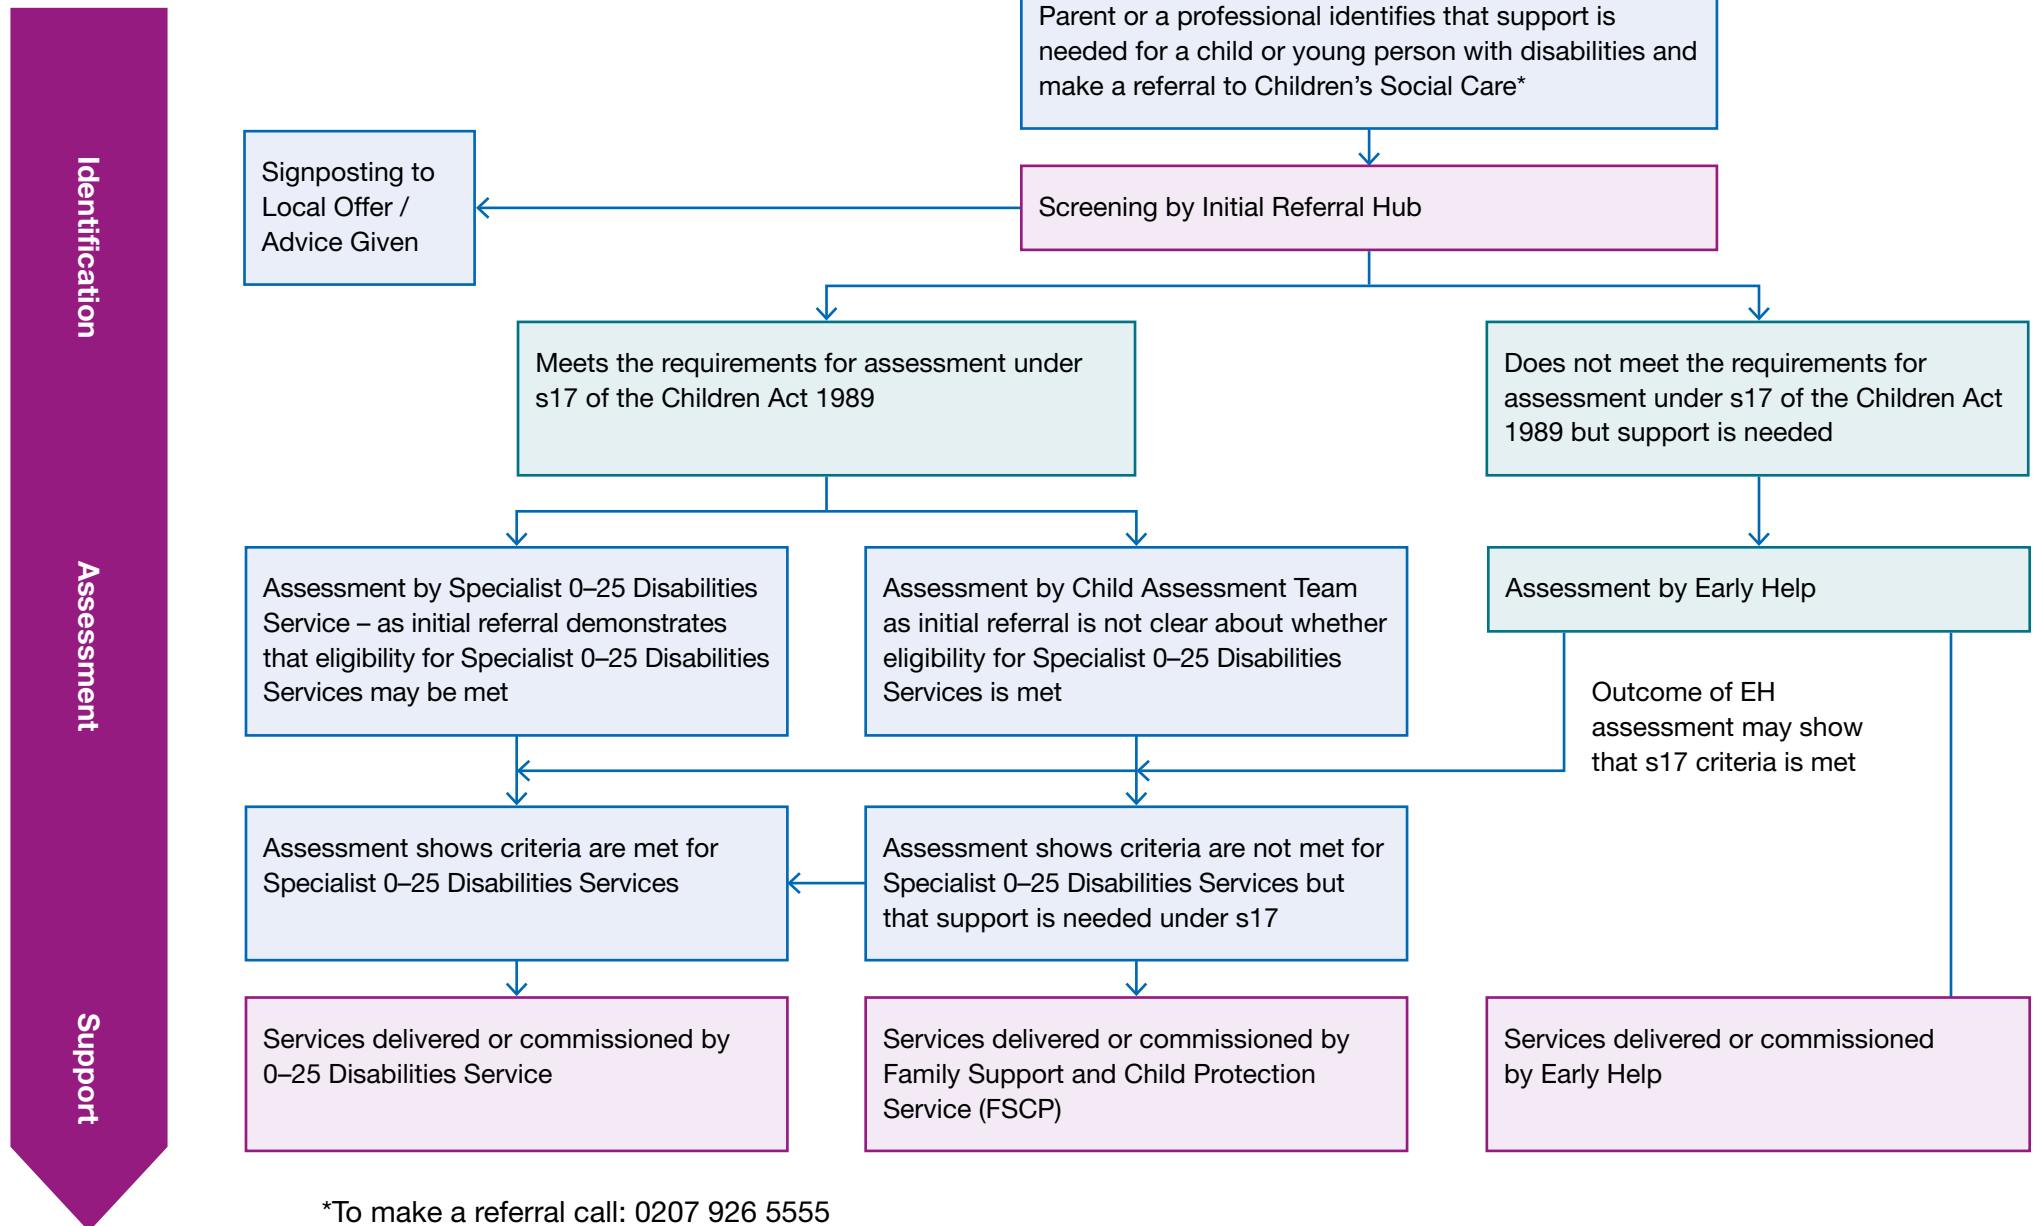 Parent or a professional identifies that support is
needed for a child or young person with disabilities and
make a referral to Children’s Social Care*
Identification
Signposting to
Local Offer /
Advice Given
Screening by Initial Referral Hub
Meets the requirements for assessment under
s17 of the Children Act 1989
Does not meet the requirements for
assessment under s17 of the Children Act
1989 but support is needed
Assessment
Assessment by Specialist 0–25 Disabilities
Service – as initial referral demonstrates
that eligibility for Specialist 0–25 Disabilities
Services may be met
Assessment by Child Assessment Team
as initial referral is not clear about whether
eligibility for Specialist 0–25 Disabilities
Services is met
Assessment by Early Help
Outcome of EH
assessment may show
that s17 criteria is met
Assessment shows criteria are met for
Specialist 0–25 Disabilities Services
Assessment shows criteria are not met for
Specialist 0–25 Disabilities Services but
that support is needed under s17
Support
Services delivered or commissioned by
0–25 Disabilities Service
Services delivered or commissioned by
Family Support and Child Protection
Service (FSCP)
Services delivered or commissioned
by Early Help
*To make a referral call: 0207 926 5555